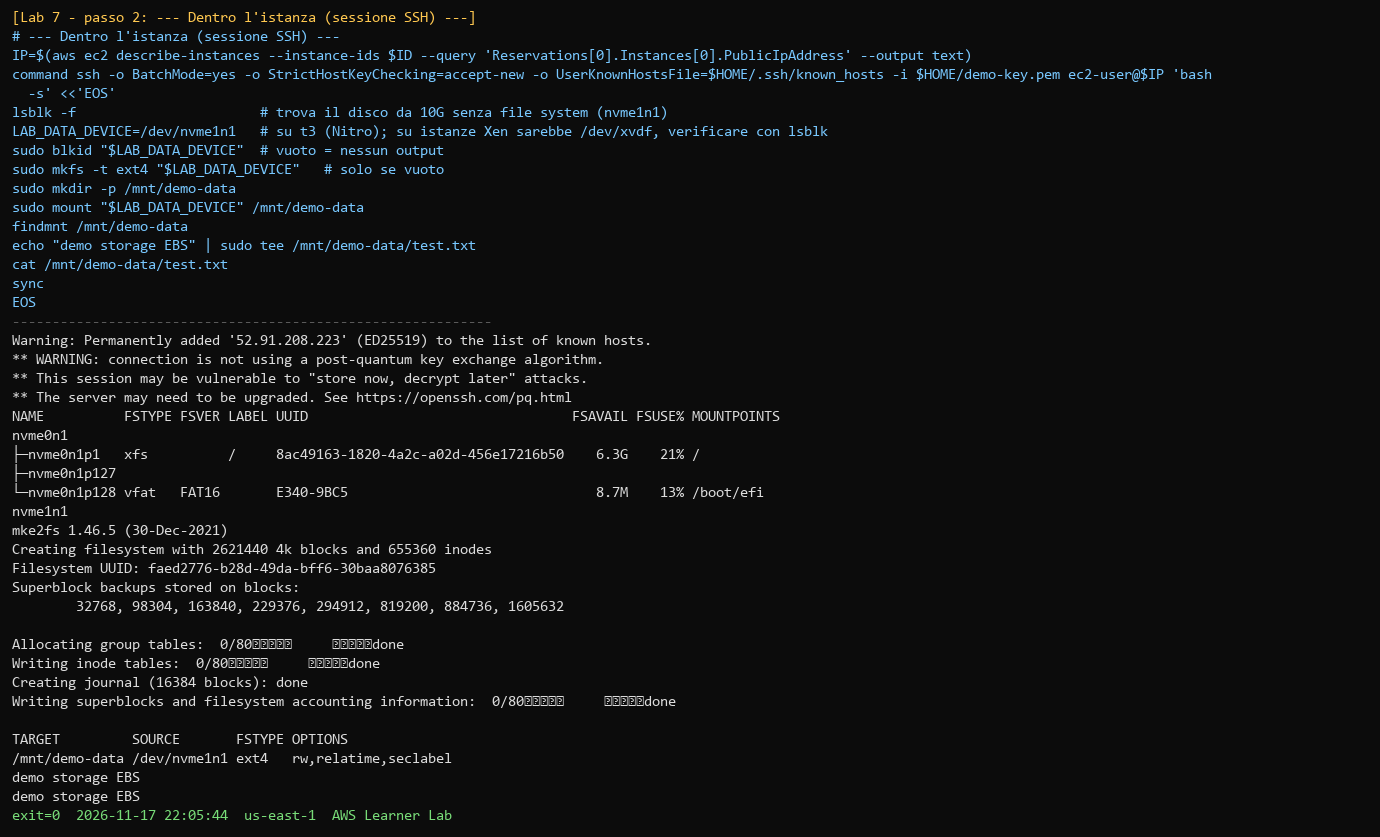 [Lab 7 - passo 2: --- Dentro l'istanza (sessione SSH) ---]
# --- Dentro l'istanza (sessione SSH) ---
IP=$(aws ec2 describe-instances --instance-ids $ID --query 'Reservations[0].Instances[0].PublicIpAddress' --output text)
command ssh -o BatchMode=yes -o StrictHostKeyChecking=accept-new -o UserKnownHostsFile=$HOME/.ssh/known_hosts -i $HOME/demo-key.pem ec2-user@$IP 'bash
  -s' <<'EOS'
lsblk -f                       # trova il disco da 10G senza file system (nvme1n1)
LAB_DATA_DEVICE=/dev/nvme1n1   # su t3 (Nitro); su istanze Xen sarebbe /dev/xvdf, verificare con lsblk
sudo blkid "$LAB_DATA_DEVICE"  # vuoto = nessun output
sudo mkfs -t ext4 "$LAB_DATA_DEVICE"   # solo se vuoto
sudo mkdir -p /mnt/demo-data
sudo mount "$LAB_DATA_DEVICE" /mnt/demo-data
findmnt /mnt/demo-data
echo "demo storage EBS" | sudo tee /mnt/demo-data/test.txt
cat /mnt/demo-data/test.txt
sync
EOS
------------------------------------------------------------
Warning: Permanently added '52.91.208.223' (ED25519) to the list of known hosts.
** WARNING: connection is not using a post-quantum key exchange algorithm.
** This session may be vulnerable to "store now, decrypt later" attacks.
** The server may need to be upgraded. See https://openssh.com/pq.html
NAME          FSTYPE FSVER LABEL UUID                                 FSAVAIL FSUSE% MOUNTPOINTS
nvme0n1
├─nvme0n1p1   xfs          /     8ac49163-1820-4a2c-a02d-456e17216b50    6.3G    21% /
├─nvme0n1p127
└─nvme0n1p128 vfat   FAT16       E340-9BC5                               8.7M    13% /boot/efi
nvme1n1
mke2fs 1.46.5 (30-Dec-2021)
Creating filesystem with 2621440 4k blocks and 655360 inodes
Filesystem UUID: faed2776-b28d-49da-bff6-30baa8076385
Superblock backups stored on blocks:
        32768, 98304, 163840, 229376, 294912, 819200, 884736, 1605632
Allocating group tables:  0/80     done
Writing inode tables:  0/80     done
Creating journal (16384 blocks): done
Writing superblocks and filesystem accounting information:  0/80     done
TARGET         SOURCE       FSTYPE OPTIONS
/mnt/demo-data /dev/nvme1n1 ext4   rw,relatime,seclabel
demo storage EBS
demo storage EBS
exit=0  2026-11-17 22:05:44  us-east-1  AWS Learner Lab